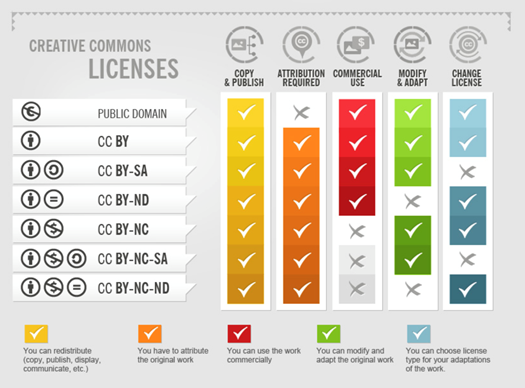 CREATIVE COMMONS
LICENSES
COPY
& PUBLISH
ATTRIBUTION
REQUIRED
COMMERCIAL
USE
MODIFY
& ADAPT
CHANGE
LICENSE
PUBLIC DOMAIN
CC BY
CC BY-SA
CC BY-ND
CC BY-NC
CC BY-NC-SA
CC BY-NC-ND
You can redistribute
(copy, publish, display,
communicate, etc.)
You have to attribute
the original work
You can use the work
commercially
You can modify and
adapt the original work
You can choose license
type for your adaptations
of the work.